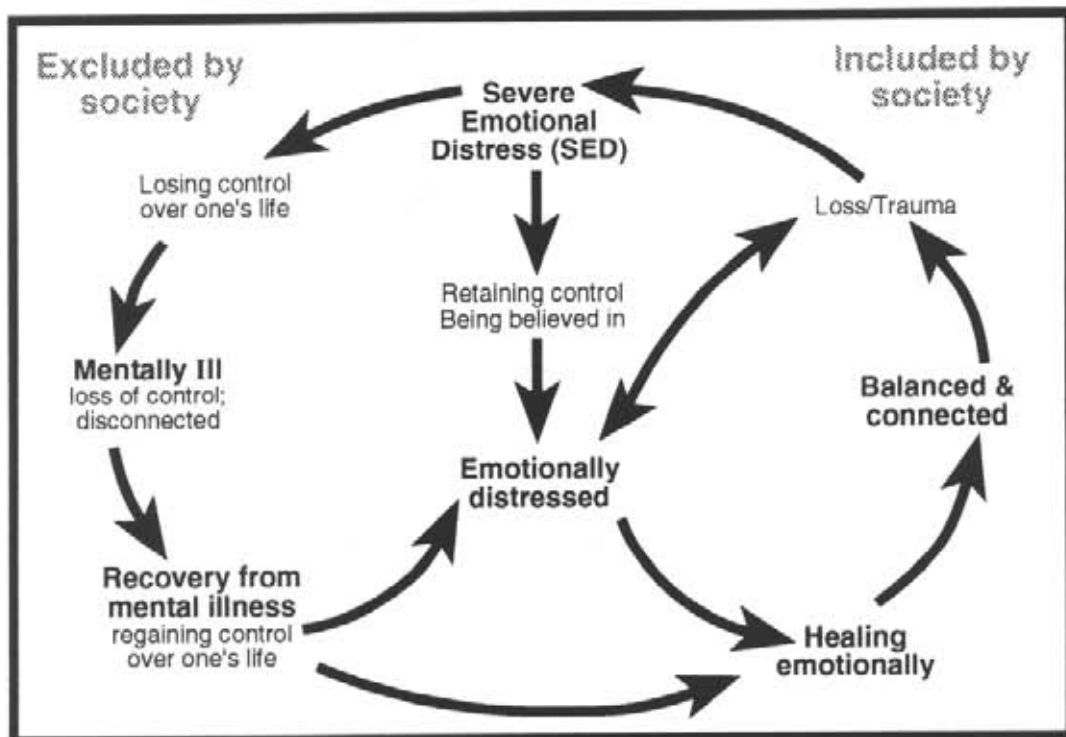 Excluded by
society
Included by
society
Severe
Emotional
Distress (SED)
Losing control
over one's life
Loss/Trauma
Retaining control
Being believed in
Mentally Ill
loss of control;
disconnected
Balanced &
connected
Emotionally
distressed
Recovery from
mental illness
regaining control
over one's life
Healing
emotionally